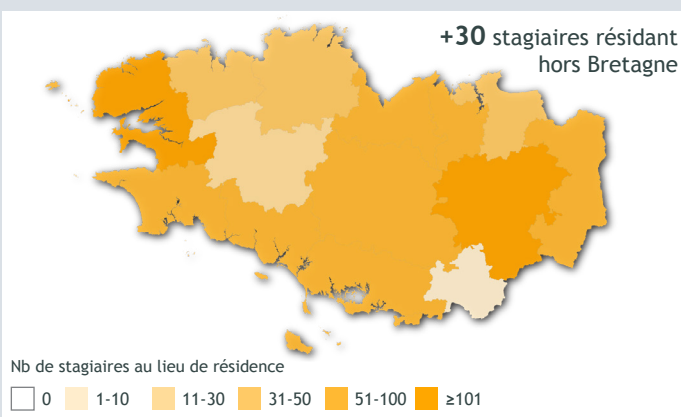 +30 stagiaires résidant
hors Bretagne
Nb de stagiaires au lieu de résidence
0 1-10 11-30 31-50 51-100 ≥101